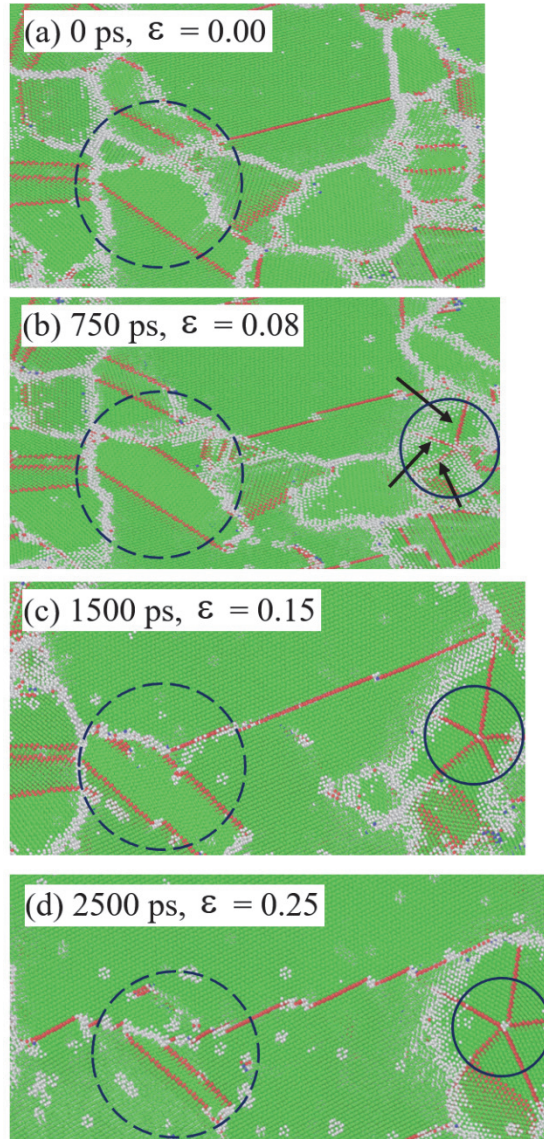 (a) 0 ps, ε = 0.00
(b) 750 ps, ε = 0.08
(c) 1500 ps, ε = 0.15
(d) 2500 ps, ε = 0.25